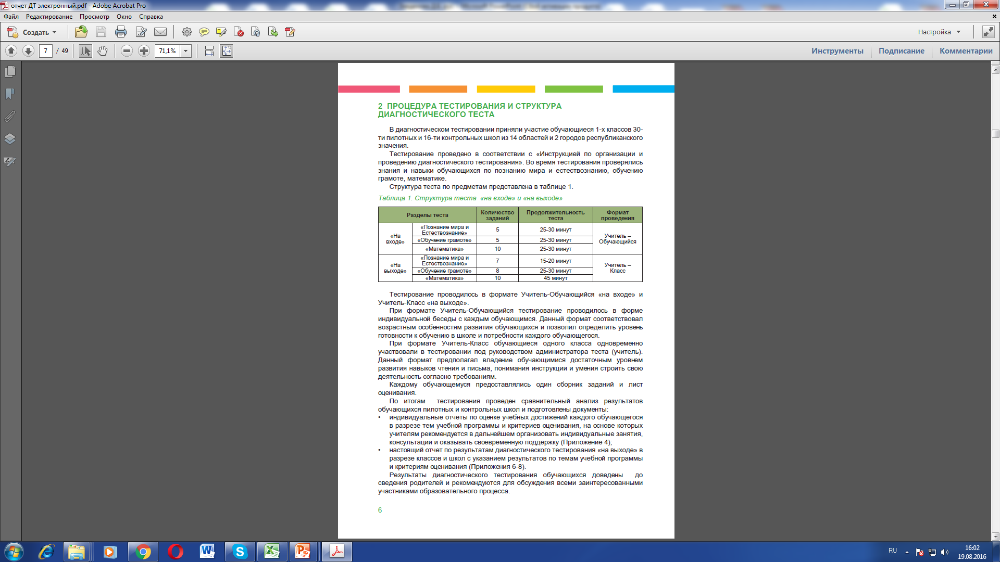 отчет ДТ электронный.pdf - Adobe Acrobat Pro
Файл Редактирование Просмотр Окно Справка
Создать
Настройка
7 / 49
71,1%
Инструменты Подписание Комментарии
2 ПРОЦЕДУРА ТЕСТИРОВАНИЯ И СТРУКТУРА
ДИАГНОСТИЧЕСКОГО ТЕСТА
В диагностическом тестировании приняли участие обучающиеся 1-х классов 30-
ти пилотных и 16-ти контрольных школ из 14 областей и 2 городов республиканского
значения.
Тестирование проведено в соответствии с «Инструкцией по организации и
проведению диагностического тестирования». Во время тестирования проверялись
знания и навыки обучающихся по познанию мира и естествознанию, обучению
грамоте, математике.
Структура теста по предметам представлена в таблице 1.
Таблица 1. Структура теста «на входе» и «на выходе»
Разделы теста
Количество
заданий
Продолжительность
теста
Формат
проведения
«На
входе»
«Познание мира и
Естествознание»
5
25-30 минут
Учитель –
Обучающийся
«Обучение грамоте» 5 25-30 минут
«Математика» 10 25-30 минут
«На
выходе»
«Познание мира и
Естествознание»
7
15-20 минут
Учитель –
Класс
«Обучение грамоте» 8 25-30 минут
«Математика» 10 45 минут
Тестирование проводилось в формате Учитель-Обучающийся «на входе» и
Учитель-Класс «на выходе».
При формате Учитель-Обучающийся тестирование проводилось в форме
индивидуальной беседы с каждым обучающимся. Данный формат соответствовал
возрастным особенностям развития обучающихся и позволил определить уровень
готовности к обучению в школе и потребности каждого обучающегося.
При формате Учитель-Класс обучающиеся одного класса одновременно
участвовали в тестировании под руководством администратора теста (учитель).
Данный формат предполагал владение обучающимися достаточным уровнем
развития навыков чтения и письма, понимания инструкции и умения строить свою
деятельность согласно требованиям.
Каждому обучающемуся предоставлялись один сборник заданий и лист
оценивания.
По итогам тестирования проведен сравнительный анализ результатов
обучающихся пилотных и контрольных школ и подготовлены документы:
• индивидуальные отчеты по оценке учебных достижений каждого обучающегося
в разрезе тем учебной программы и критериев оценивания, на основе которых
учителям рекомендуется в дальнейшем организовать индивидуальные занятия,
консультации и оказывать своевременную поддержку (Приложение 4);
• настоящий отчет по результатам диагностического тестирования «на выходе» в
разрезе классов и школ с указанием результатов по темам учебной программы
и критериям оценивания (Приложения 6-8).
Результаты диагностического тестирования обучающихся доведены до
сведения родителей и рекомендуются для обсуждения всеми заинтересованными
участниками образовательного процесса.
6
RU
16:02
19.08.2016